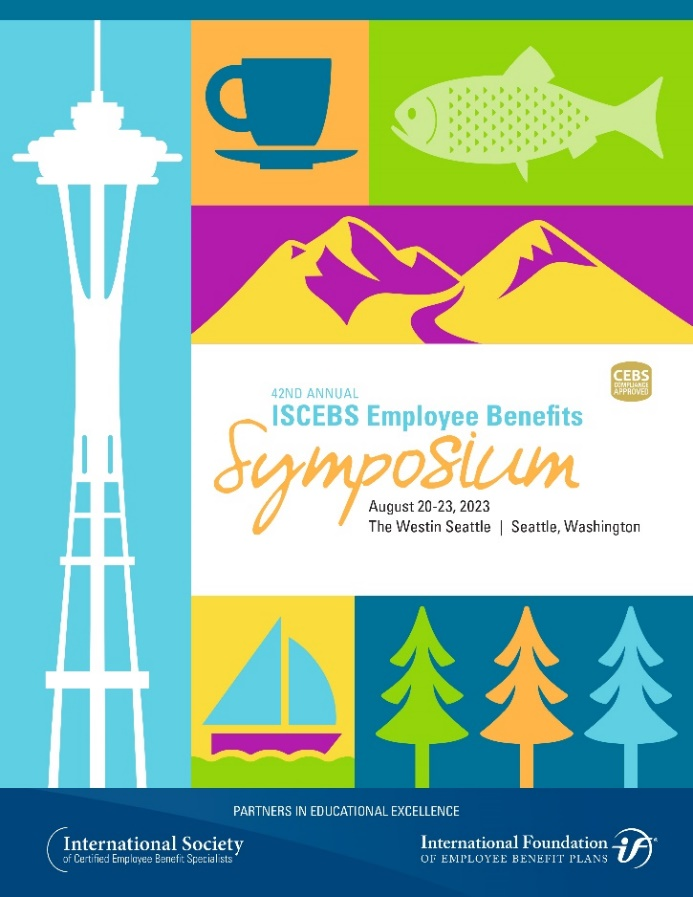 42ND ANNUAL
ISCEBS Employee Benefits
Symposium
CEBS
COMPLIANCE
APPROVED
August 20-23, 2023
The Westin Seattle | Seattle, Washington
PARTNERS IN EDUCATIONAL EXCELLENCE
International Society
of Certified Employee Benefit Specialists
International Foundation
OF EMPLOYEE BENEFIT PLANS
if®